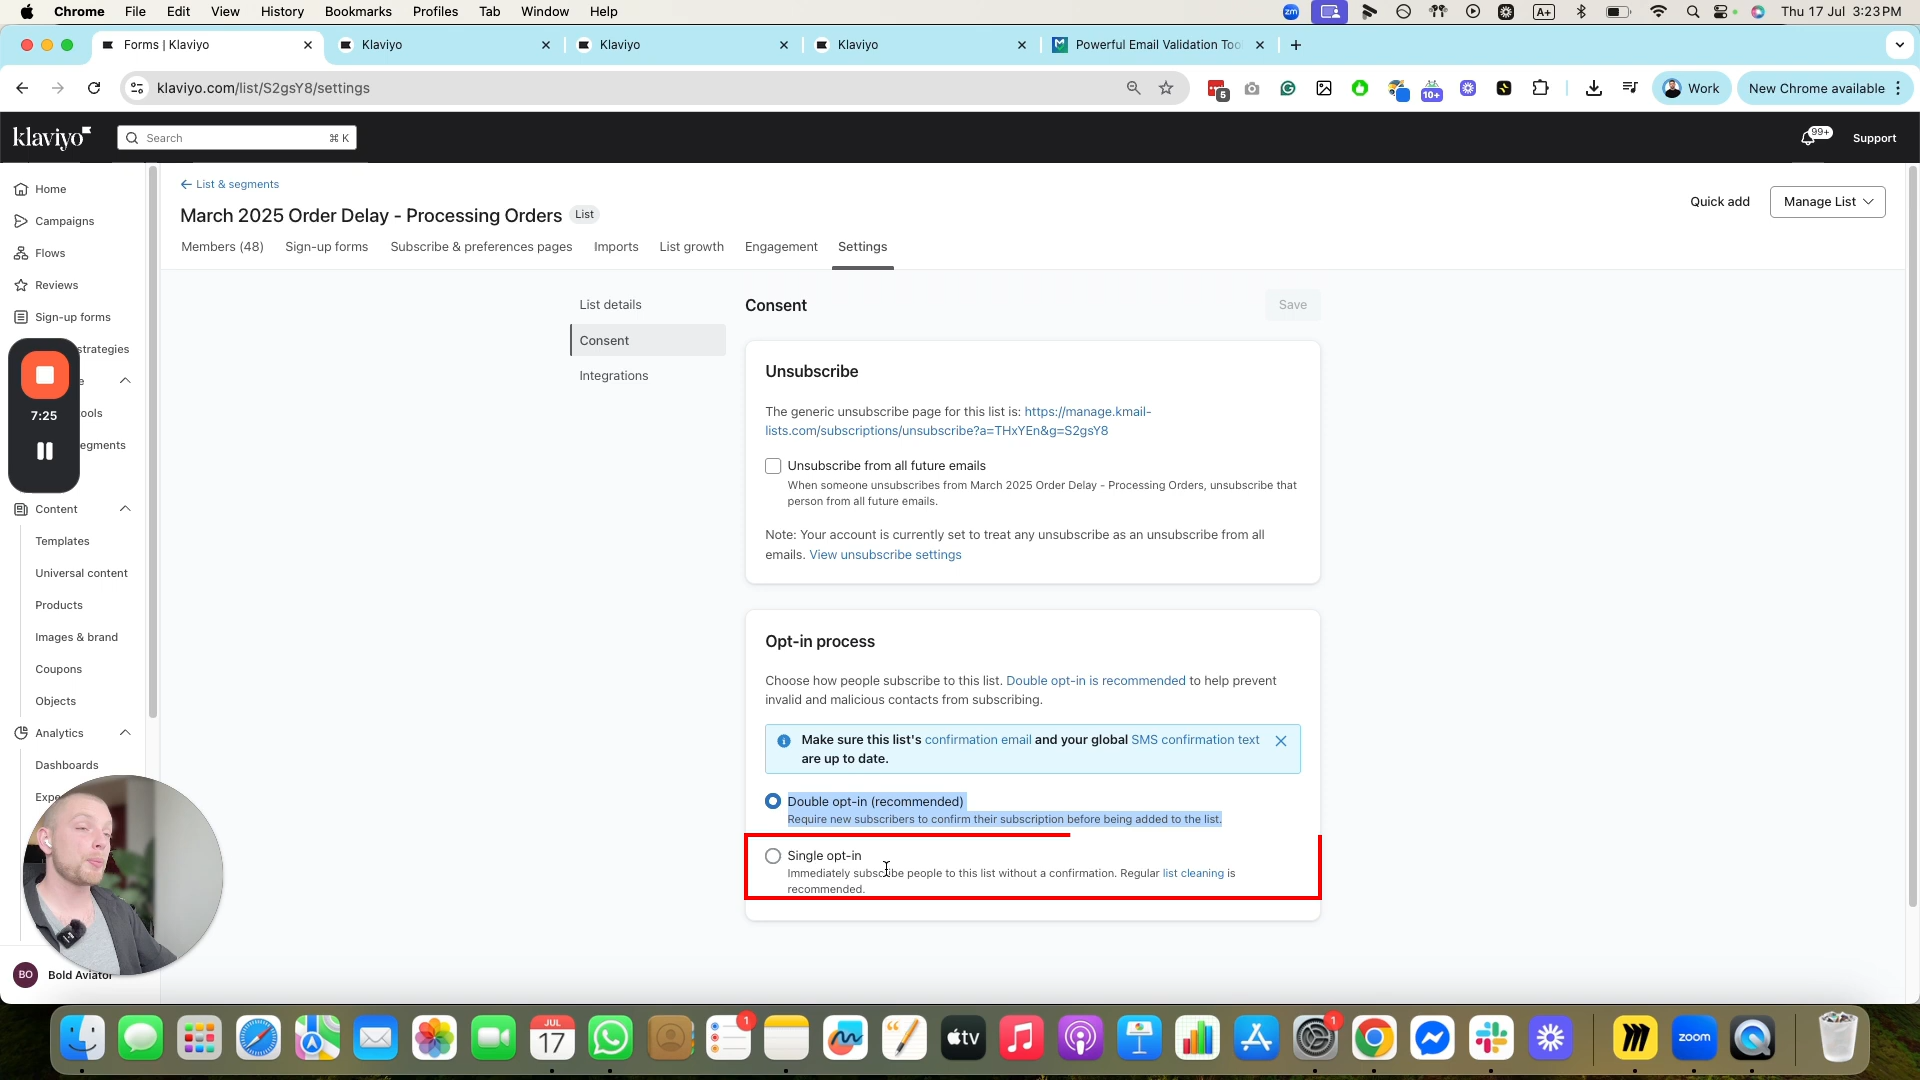 Chrome File Edit View History Bookmarks Profiles Tab Window Help
zm A+ Thu 17 Jul 3:23 PM
Forms | Klaviyo
Klaviyo
Klaviyo
Klaviyo
Powerful Email Validation Too
klaviyo.com/list/S2gsY8/settings
5
10+
Work
New Chrome available
klaviyo
Search
⌘ K
99+
Support
Home
Campaigns
Flows
Reviews
Sign-up forms
strategies
ools
egments
7:25
Content
Templates
Universal content
Products
Images & brand
Coupons
Objects
Analytics
Dashboards
BO
Bold Aviator
← List & segments
March 2025 Order Delay - Processing Orders
List
Quick add
Manage List
Members (48)
Sign-up forms
Subscribe & preferences pages
Imports
List growth
Engagement
Settings
List details
Consent
Integrations
Consent
Save
Unsubscribe
The generic unsubscribe page for this list is: https://manage.kmail-
lists.com/subscriptions/unsubscribe?a=THxYEn&g=S2gsY8
Unsubscribe from all future emails
When someone unsubscribes from March 2025 Order Delay - Processing Orders, unsubscribe that
person from all future emails.
Note: Your account is currently set to treat any unsubscribe as an unsubscribe from all
emails. View unsubscribe settings
Opt-in process
Choose how people subscribe to this list. Double opt-in is recommended to help prevent
invalid and malicious contacts from subscribing.
Make sure this list's confirmation email and your global SMS confirmation text
are up to date.
Double opt-in (recommended)
Require new subscribers to confirm their subscription before being added to the list.
Single opt-in
Immediately subscribe people to this list without a confirmation. Regular list cleaning is
recommended.
JUL
17
1
tv
1
zoom